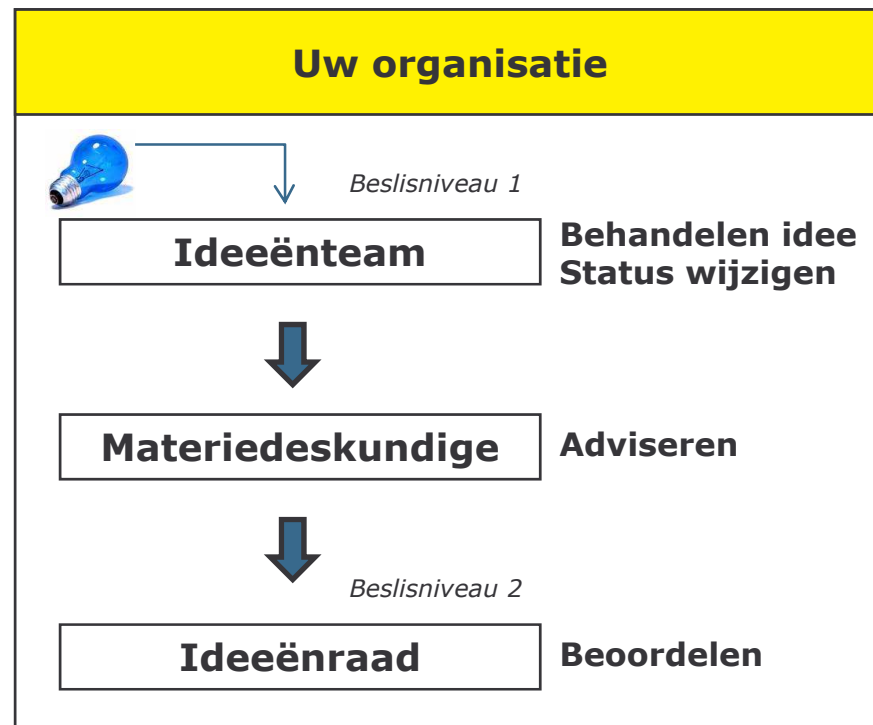 Uw organisatie
Beslisniveau 1
Ideeënteam
Behandelen idee
Status wijzigen
Materiedeskundige
Adviseren
Beslisniveau 2
Ideeënraad
Beoordelen